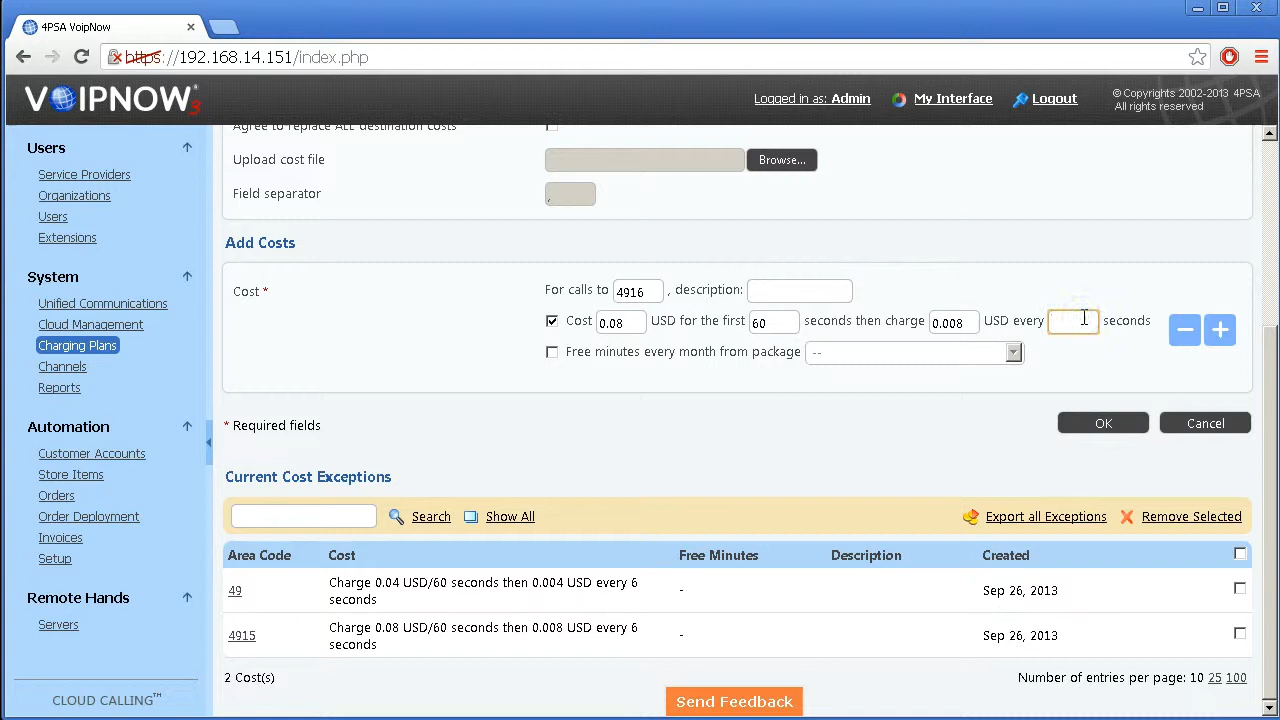 4PSA VoipNow
https://192.168.14.151/index.php
VOIPNOW® 3
Logged in as: Admin
My Interface
Logout
© Copyrights 2002-2013 4PSA.
All rights reserved
Users
Service Providers
Organizations
Users
Extensions
System
Unified Communications
Cloud Management
Charging Plans
Channels
Reports
Automation
Customer Accounts
Store Items
Orders
Order Deployment
Invoices
Setup
Remote Hands
Servers
CLOUD CALLING™
Agree to replace ALL destination costs
Upload cost file
Browse...
Field separator ,
Add Costs
Cost *
For calls to 4916 , description:
Cost 0.08 USD for the first 60 seconds then charge 0.008 USD every seconds
Free minutes every month from package --
* Required fields
OK
Cancel
Current Cost Exceptions
Search
Show All
Export all Exceptions
Remove Selected
Area Code Cost Free Minutes Description Created
49 Charge 0.04 USD/60 seconds then 0.004 USD every 6 - Sep 26, 2013
seconds
4915 Charge 0.08 USD/60 seconds then 0.008 USD every 6 - Sep 26, 2013
seconds
2 Cost(s)
Number of entries per page: 10 25 100
Send Feedback